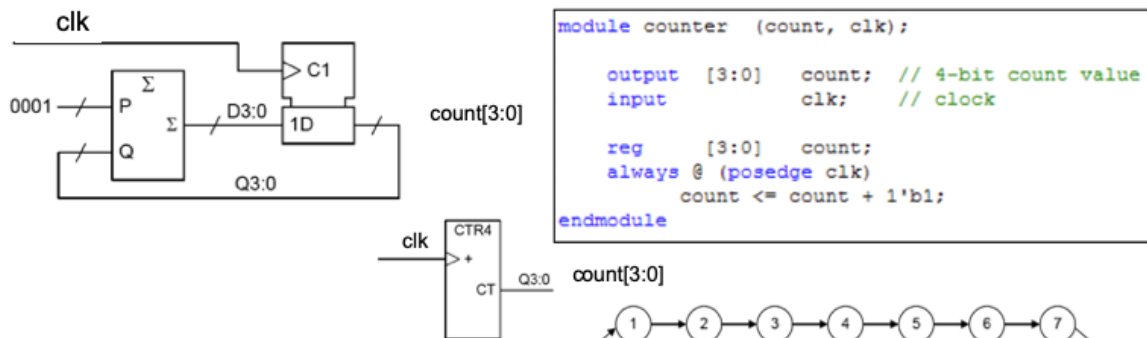 clk
C1
Σ
0001
P
Σ
D3:0
1D
count[3:0]
Q
Q3:0
module counter (count, clk);
output [3:0] count; // 4-bit count value
input clk; // clock
reg [3:0] count;
always @ (posedge clk)
count <= count + 1'b1;
endmodule
clk
CTR4
+
CT
Q3:0
count[3:0]
1 2 3 4 5 6 7